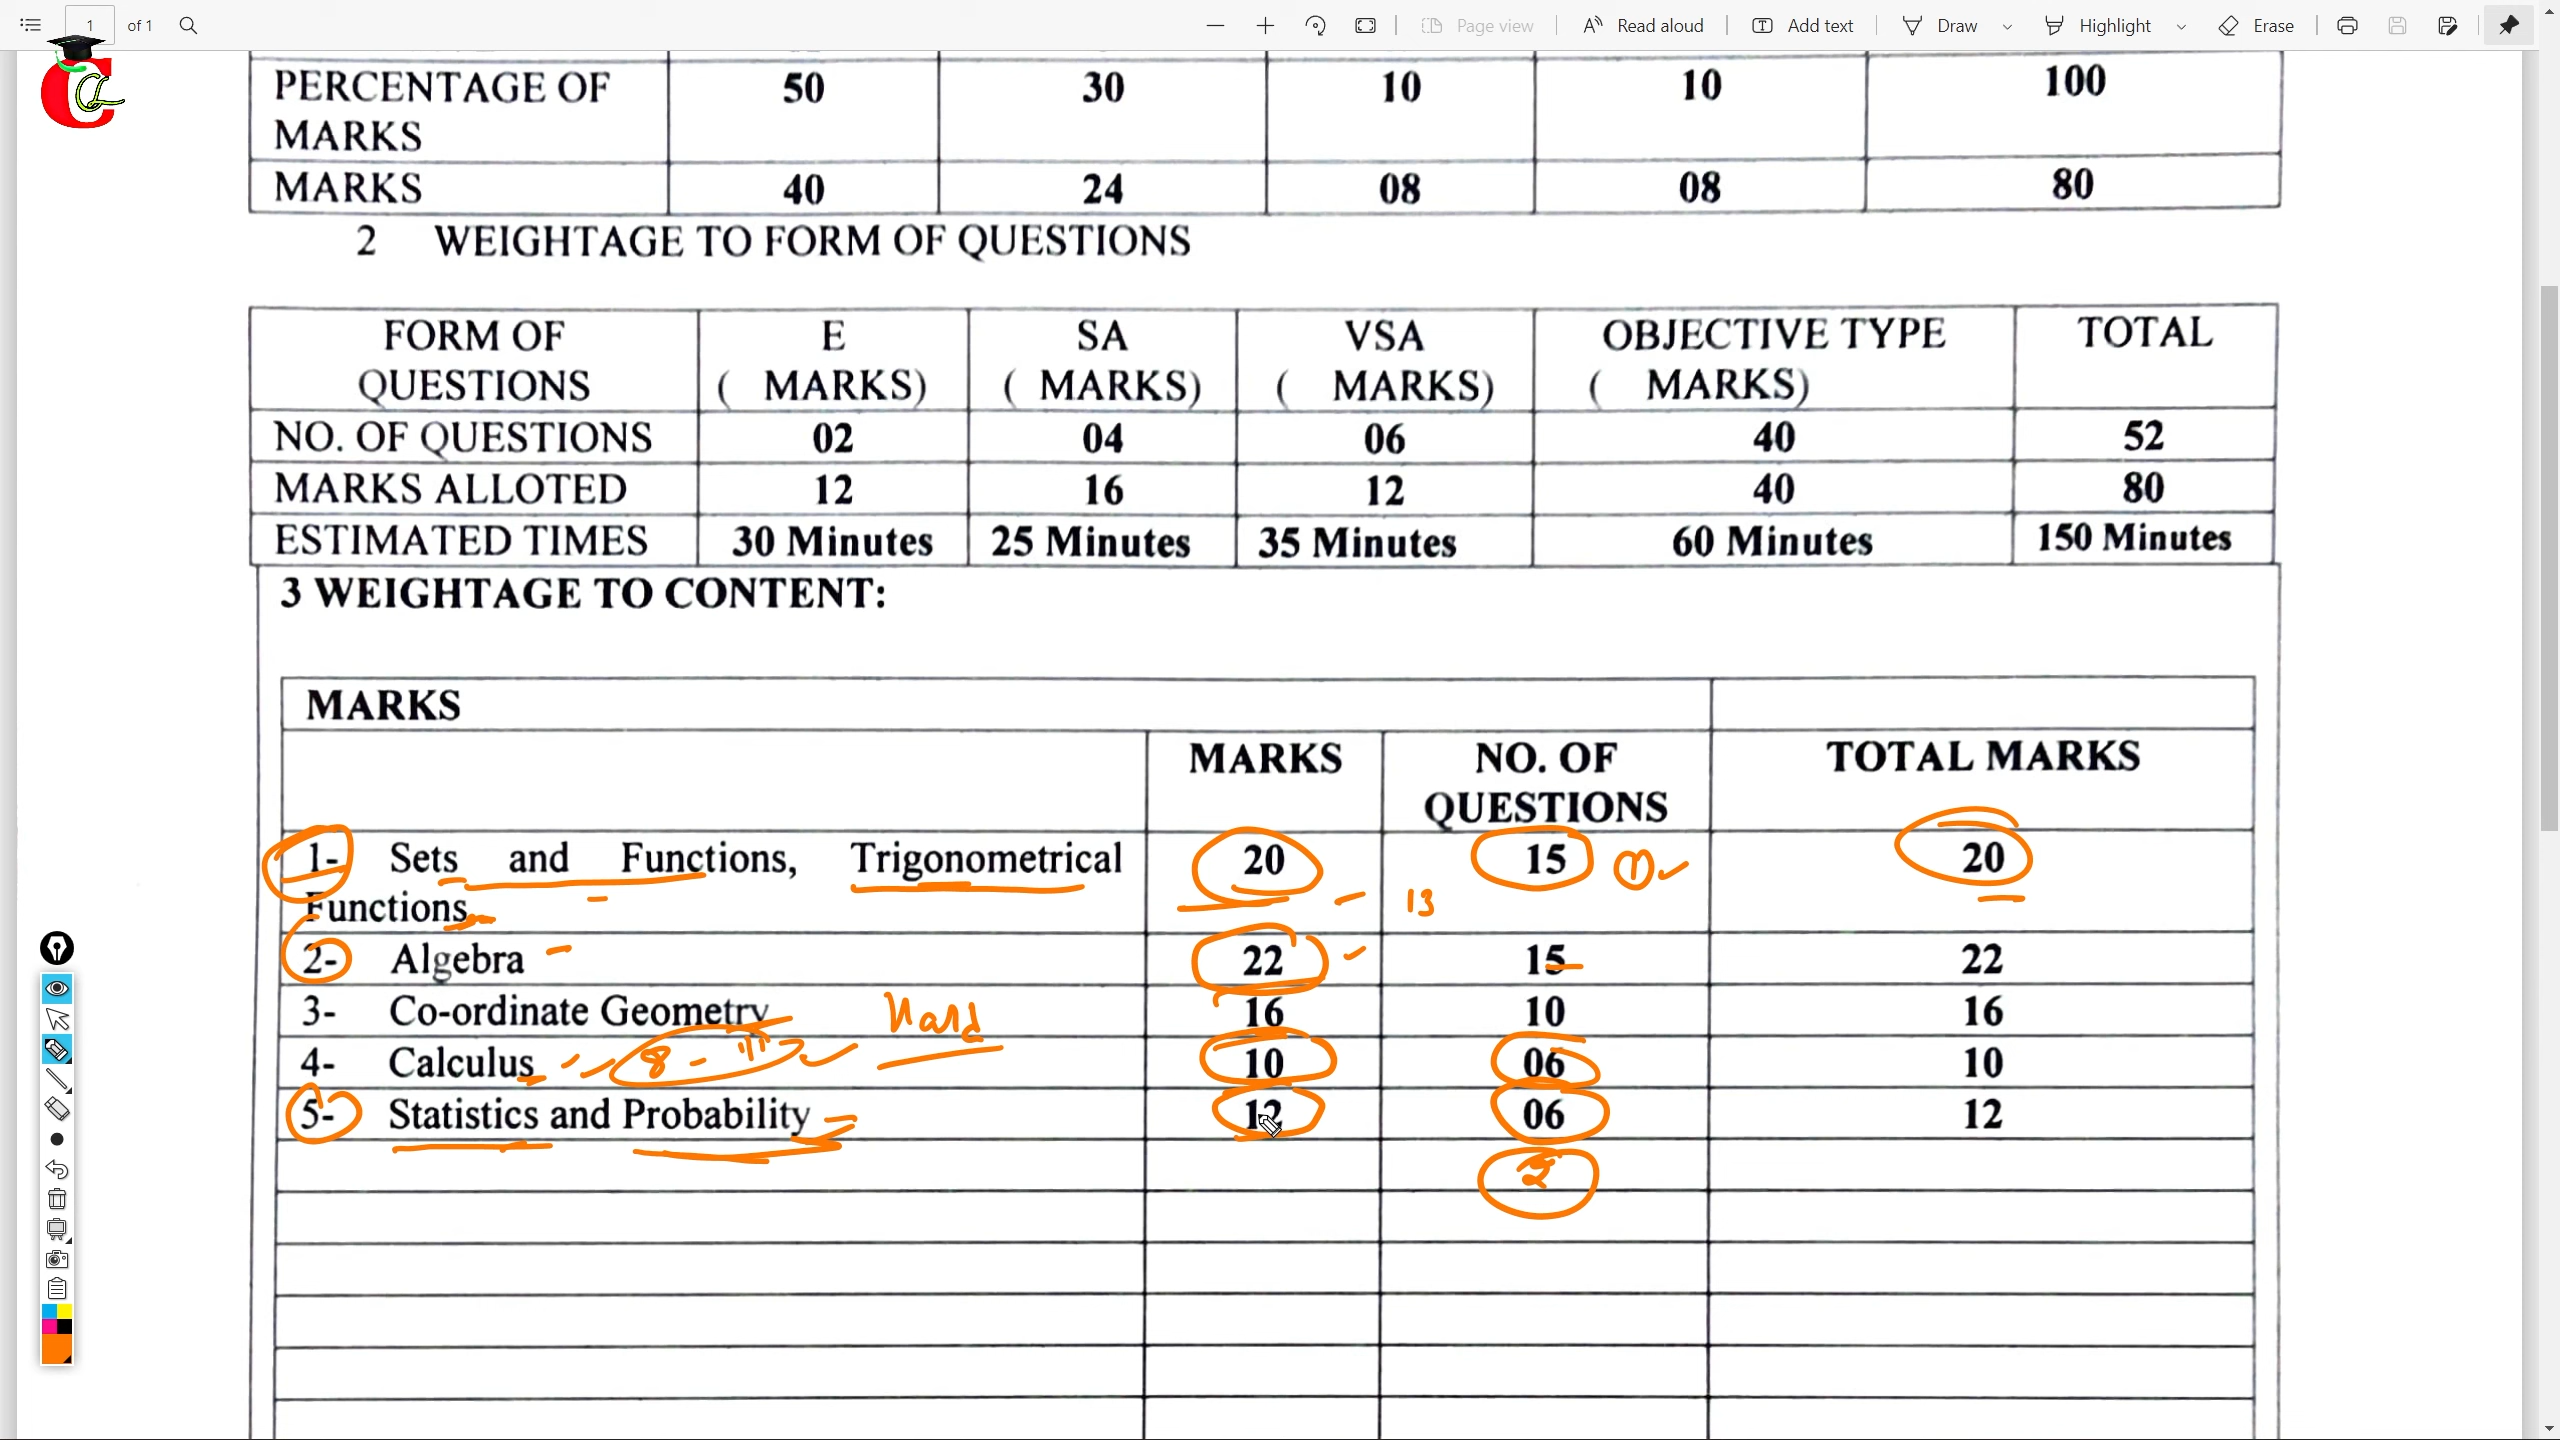 1 of 1 Page view Read aloud Add text Draw Highlight Erase
PERCENTAGE OF MARKS 50 30 10 10 100
MARKS 40 24 08 08 80
2 WEIGHTAGE TO FORM OF QUESTIONS
FORM OF QUESTIONS E ( MARKS) SA ( MARKS) VSA ( MARKS) OBJECTIVE TYPE ( MARKS) TOTAL
NO. OF QUESTIONS 02 04 06 40 52
MARKS ALLOTED 12 16 12 40 80
ESTIMATED TIMES 30 Minutes 25 Minutes 35 Minutes 60 Minutes 150 Minutes
3 WEIGHTAGE TO CONTENT:
MARKS
MARKS NO. OF QUESTIONS TOTAL MARKS
1- Sets and Functions, Trigonometrical Functions 20 15 1 20
13
2- Algebra 22 15 22
3- Co-ordinate Geometry Hard 16 10 16
4- Calculus 8 - 10 06 10
5- Statistics and Probability 12 06 12
2